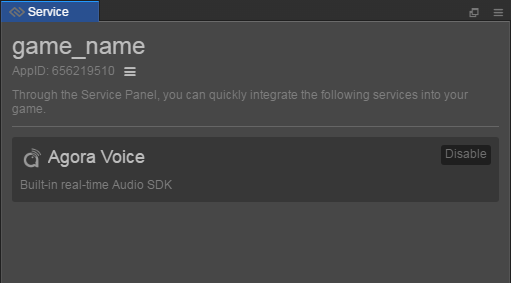 Service
game_name
AppID: 656219510
Through the Service Panel, you can quickly integrate the following services into your
game.
Agora Voice
Disable
Built-in real-time Audio SDK